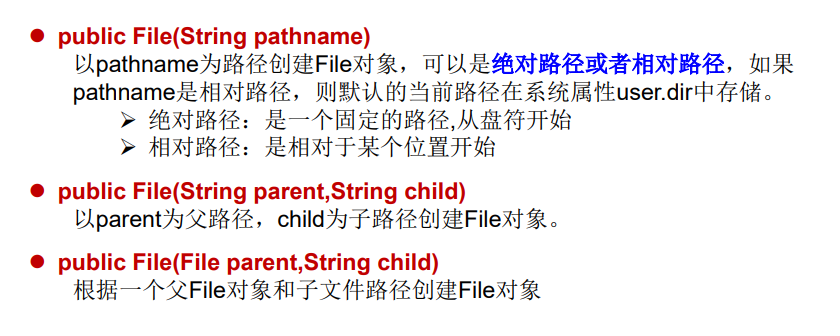 ● public File(String pathname)
以pathname为路径创建File对象，可以是绝对路径或者相对路径，如果
pathname是相对路径，则默认的当前路径在系统属性user.dir中存储。
➢ 绝对路径：是一个固定的路径,从盘符开始
➢ 相对路径：是相对于某个位置开始
● public File(String parent,String child)
以parent为父路径，child为子路径创建File对象。
● public File(File parent,String child)
根据一个父File对象和子文件路径创建File对象